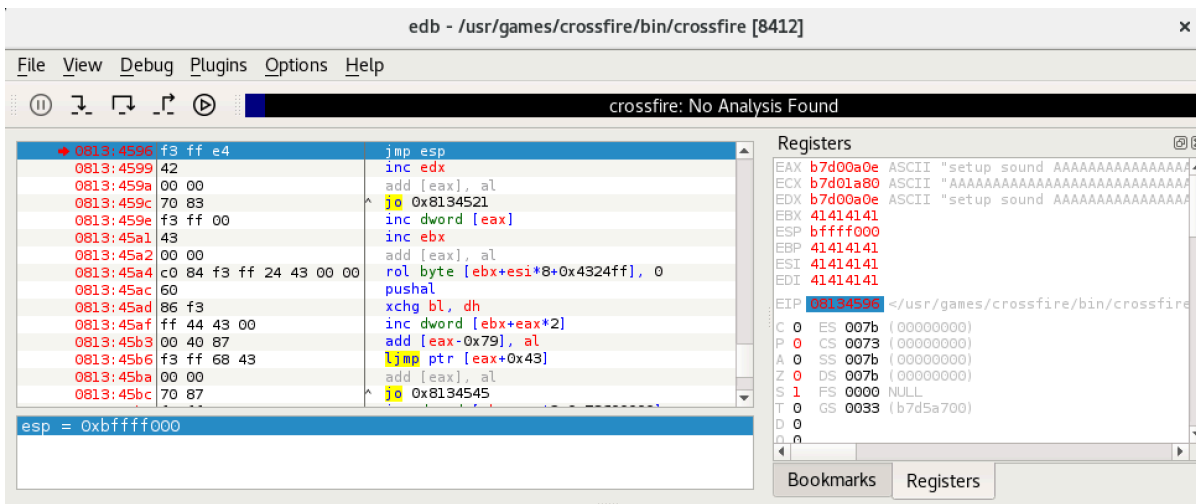 edb - /usr/games/crossfire/bin/crossfire [8412]
File View Debug Plugins Options Help
crossfire: No Analysis Found
0813:4596 f3 ff e4 jmp esp
0813:4599 42 inc edx
0813:459a 00 00 add [eax], al
0813:459c 70 83 ^ jo 0x8134521
0813:459e f3 ff 00 inc dword [eax]
0813:45a1 43 inc ebx
0813:45a2 00 00 add [eax], al
0813:45a4 c0 84 f3 ff 24 43 00 00 rol byte [ebx+esi*8+0x4324ff], 0
0813:45ac 60 pushal
0813:45ad 86 f3 xchg bl, dh
0813:45af ff 44 43 00 inc dword [ebx+eax*2]
0813:45b3 00 40 87 add [eax-0x79], al
0813:45b6 f3 ff 68 43 ljmp ptr [eax+0x43]
0813:45ba 00 00 add [eax], al
0813:45bc 70 87 ^ jo 0x8134545
esp = 0xbffff000
Registers
EAX b7d00a0e ASCII "setup sound AAAAAAAAAAAAAAAAA
ECX b7d01a80 ASCII "AAAAAAAAAAAAAAAAAAAAAAAAAAAAA
EDX b7d00a0e ASCII "setup sound AAAAAAAAAAAAAAAAA
EBX 41414141
ESP bffff000
EBP 41414141
ESI 41414141
EDI 41414141
EIP 08134596 </usr/games/crossfire/bin/crossfire
C 0 ES 007b (00000000)
P 0 CS 0073 (00000000)
A 0 SS 007b (00000000)
Z 0 DS 007b (00000000)
S 1 FS 0000 NULL
T 0 GS 0033 (b7d5a700)
D 0
Bookmarks Registers